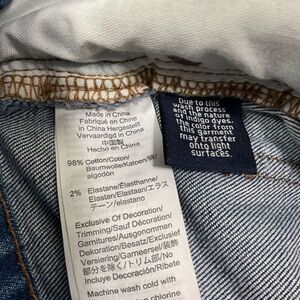 Made in China
Fabriqué en China
in China Hergestellt
Vervaardigd in China
中国製
Hecho en China
98% Cotton/Coton/
Baumwolle/Katoen/綿/
algodón
2% Elastane/Élasthanne/
Elastan/Elastaan/エラス
テーン/elastano
Exclusive Of Decoration/
Trimming/Sauf Décoration/
Garnitures/Ausgenommen
Dekoration/Besatz/Excl.
Versiering/Garneersel/装飾
部分を除く/トリム部/No
Incluye Decoración/Ribete
Machine wash cold with
chlorine
Due to this
wash process
and the nature
of indigo dyes,
the color from
this garment
may transfer
onto light
surfaces.